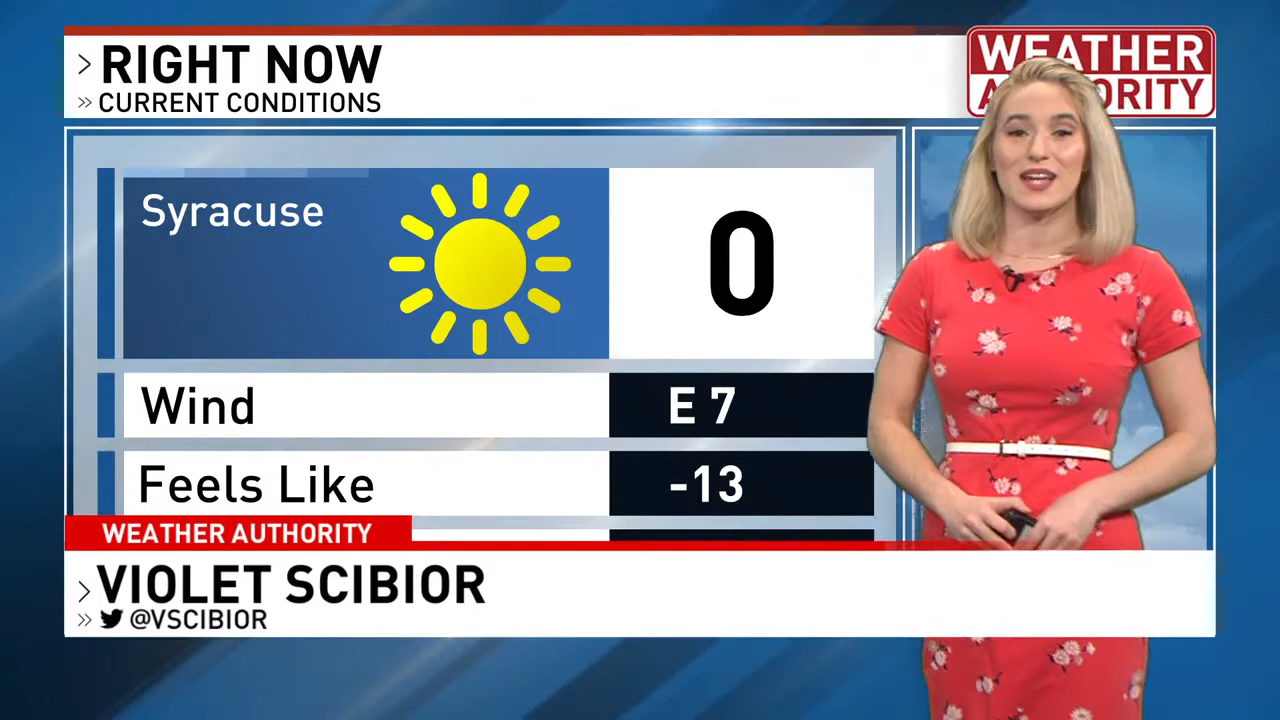 RIGHT NOW
CURRENT CONDITIONS
WEATHER
AUTHORITY
Syracuse
0
Wind E 7
Feels Like -13
WEATHER AUTHORITY
VIOLET SCIBIOR
@VSCIBIOR